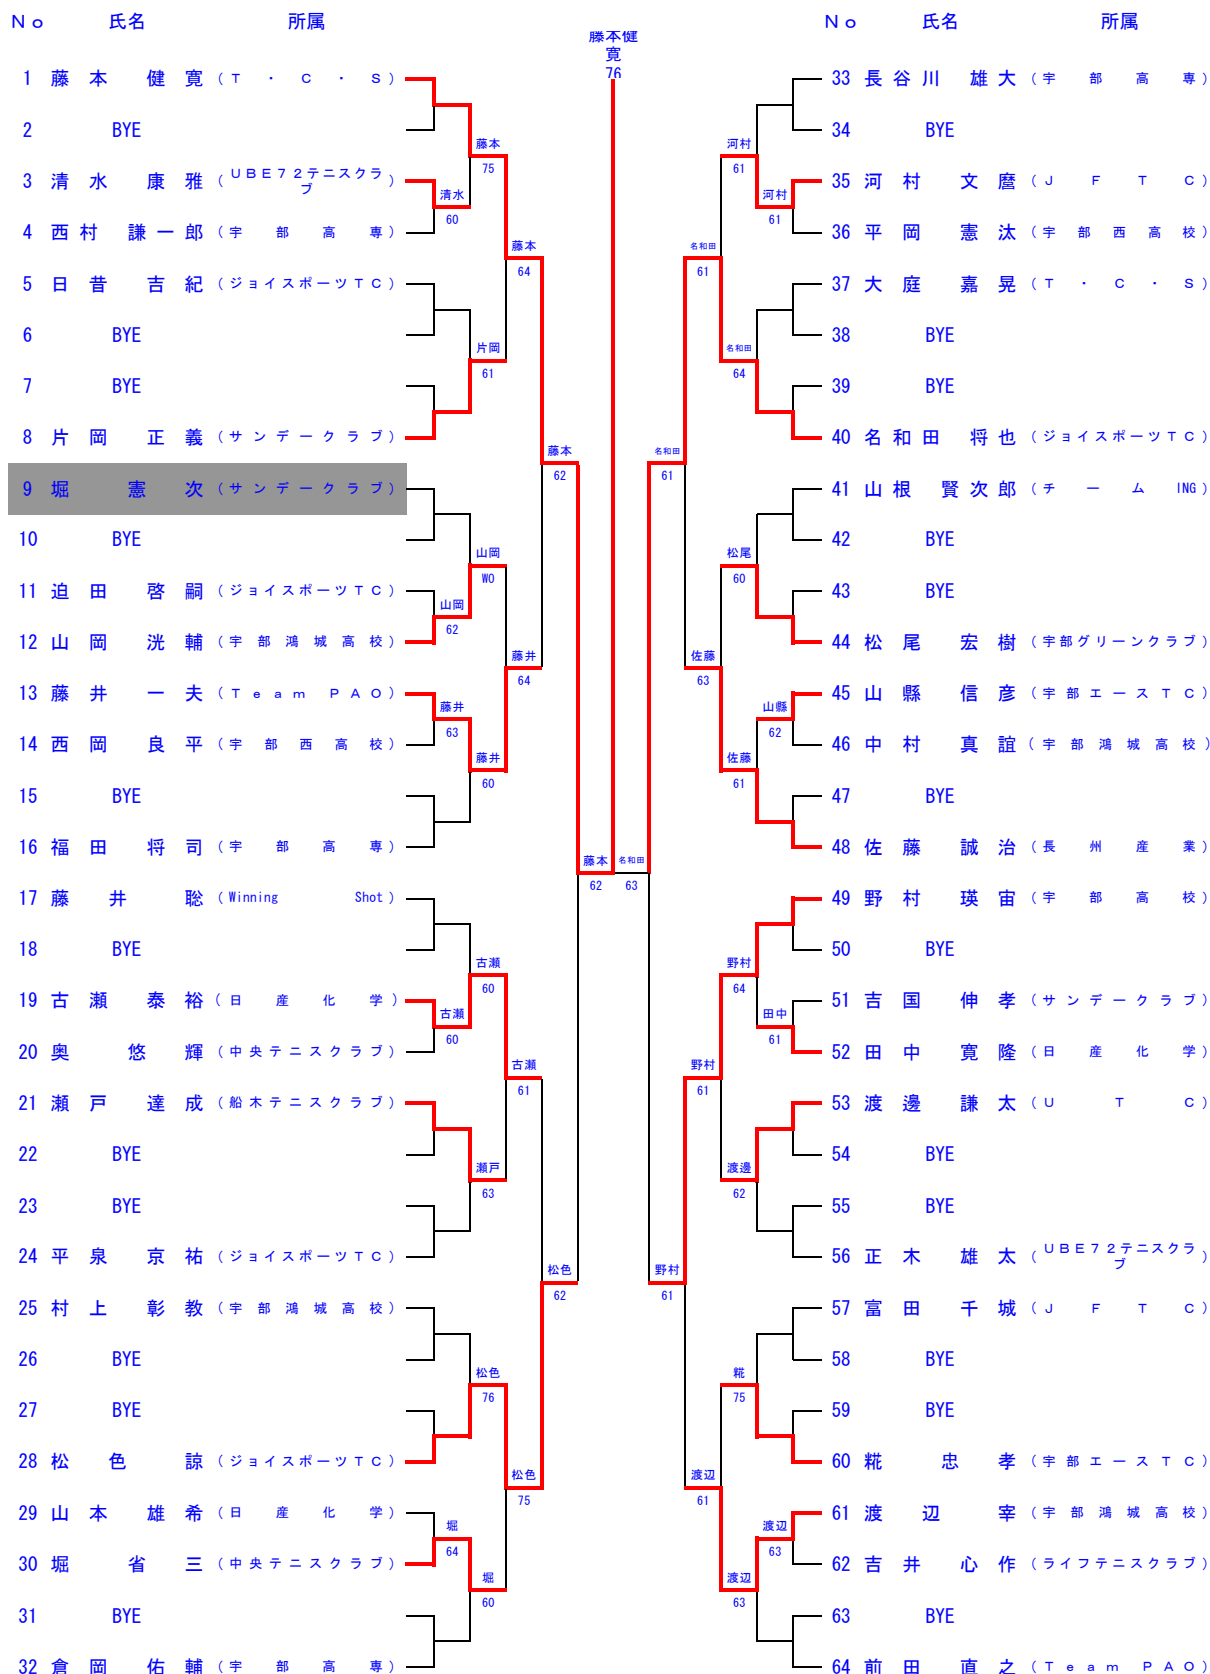 No 氏名 所属
No 氏名 所属
藤本健
寛
76
1 藤本 健寛 (T・C・S)
2 BYE
3 清水 康雅 (UBE72テニスクラブ)
4 西村 謙一郎 (宇部高専)
5 日昔 吉紀 (ジョイスポーツTC)
6 BYE
7 BYE
8 片岡 正義 (サンデークラブ)
9 堀 憲次 (サンデークラブ)
10 BYE
11 迫田 啓嗣 (ジョイスポーツTC)
12 山岡 洸輔 (宇部鴻城高校)
13 藤井 一夫 (Team PAO)
14 西岡 良平 (宇部西高校)
15 BYE
16 福田 将司 (宇部高専)
17 藤井 聡 (Winning Shot)
18 BYE
19 古瀬 泰裕 (日産化学)
20 奥 悠輝 (中央テニスクラブ)
21 瀬戸 達成 (船木テニスクラブ)
22 BYE
23 BYE
24 平泉 京祐 (ジョイスポーツTC)
25 村上 彰教 (宇部鴻城高校)
26 BYE
27 BYE
28 松色 諒 (ジョイスポーツTC)
29 山本 雄希 (日産化学)
30 堀 省三 (中央テニスクラブ)
31 BYE
32 倉岡 佑輔 (宇部高専)
清水
60
山岡
62
藤井
63
古瀬
60
堀
64
藤本
75
片岡
61
山岡
WO
藤井
60
古瀬
60
瀬戸
63
松色
76
堀
60
藤本
64
藤井
64
古瀬
61
松色
75
藤本
62
松色
62
藤本
62
名和田
63
名和田
61
野村
61
名和田
61
佐藤
63
野村
61
渡辺
61
河村
61
名和田
64
松尾
60
佐藤
61
野村
64
渡邊
62
糀
75
渡辺
63
河村
61
山縣
62
田中
61
渡辺
63
33 長谷川 雄大 (宇部高専)
34 BYE
35 河村 文麿 (JFTC)
36 平岡 憲汰 (宇部西高校)
37 大庭 嘉晃 (T・C・S)
38 BYE
39 BYE
40 名和田 将也 (ジョイスポーツTC)
41 山根 賢次郎 (チーム ING)
42 BYE
43 BYE
44 松尾 宏樹 (宇部グリーンクラブ)
45 山縣 信彦 (宇部エースTC)
46 中村 真誼 (宇部鴻城高校)
47 BYE
48 佐藤 誠治 (長州産業)
49 野村 瑛宙 (宇部高校)
50 BYE
51 吉国 伸孝 (サンデークラブ)
52 田中 寛隆 (日産化学)
53 渡邊 謙太 (UTC)
54 BYE
55 BYE
56 正木 雄太 (UBE72テニスクラブ)
57 富田 千城 (JFTC)
58 BYE
59 BYE
60 糀 忠孝 (宇部エースTC)
61 渡辺 宰 (宇部鴻城高校)
62 吉井 心作 (ライフテニスクラブ)
63 BYE
64 前田 直之 (Team PAO)